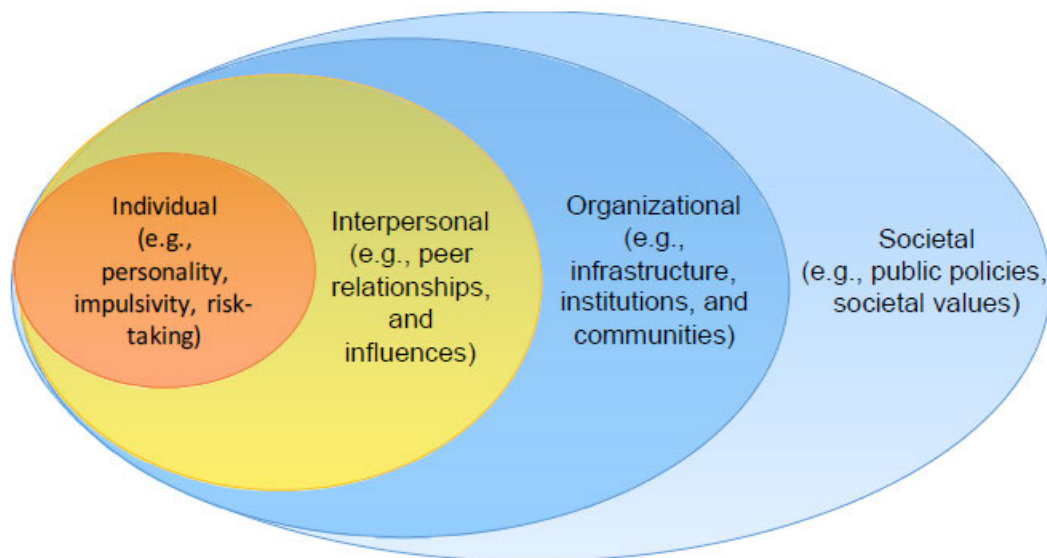 Individual
(e.g.,
personality,
impulsivity, risk-
taking)
Interpersonal
(e.g., peer
relationships,
and
influences)
Organizational
(e.g.,
infrastructure,
institutions, and
communities)
Societal
(e.g., public policies,
societal values)